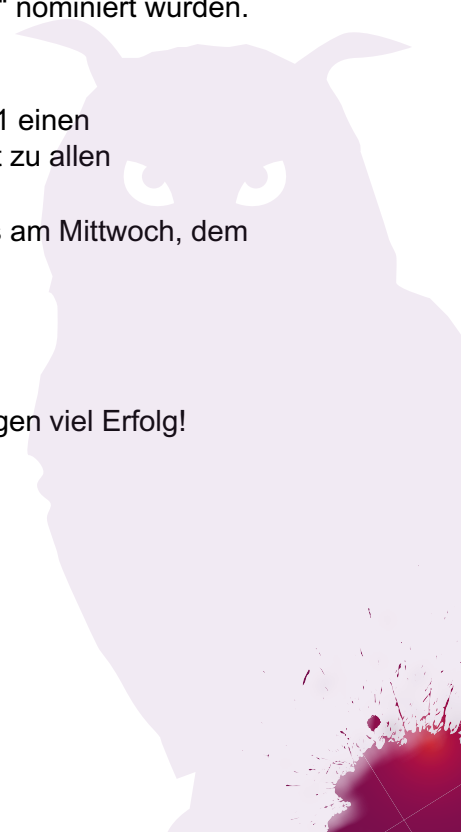 “ nominiert wurden.
1 einen
t zu allen
s am Mittwoch, dem
gen viel Erfolg!